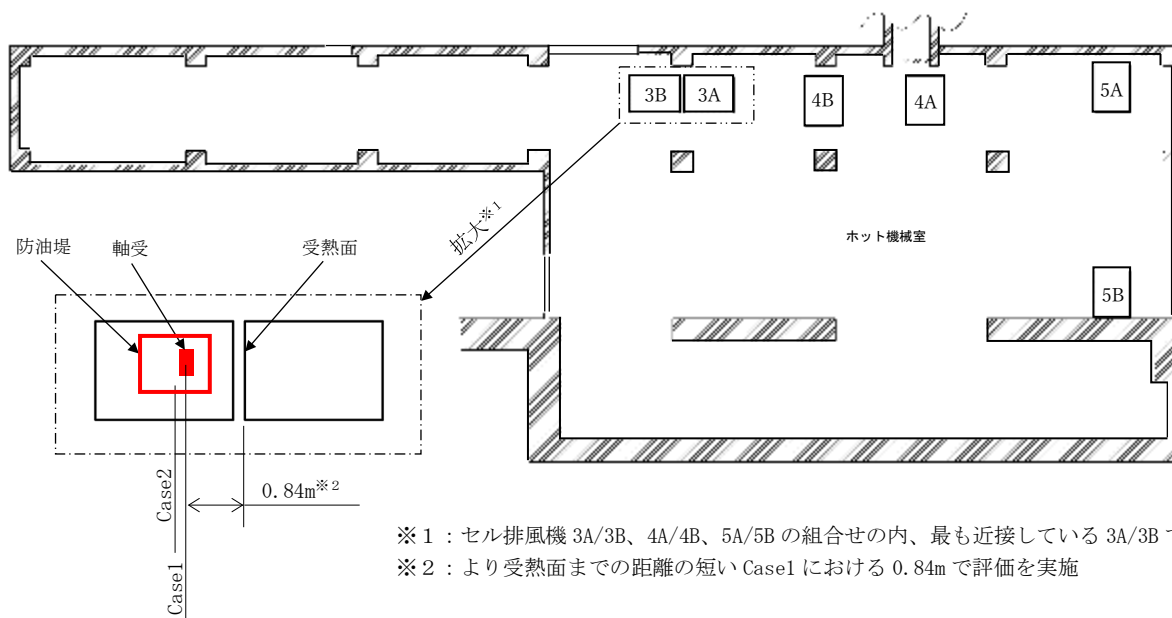 3B
3A
4B
4A
5A
ホット機械室
5B
拡大※1
防油堤
軸受
受熱面
Case2
Case1
0.84m※2
※1：セル排風機 3A/3B、4A/4B、5A/5B の組合せの内、最も近接している 3A/3B で
※2：より受熱面までの距離の短い Case1 における 0.84m で評価を実施